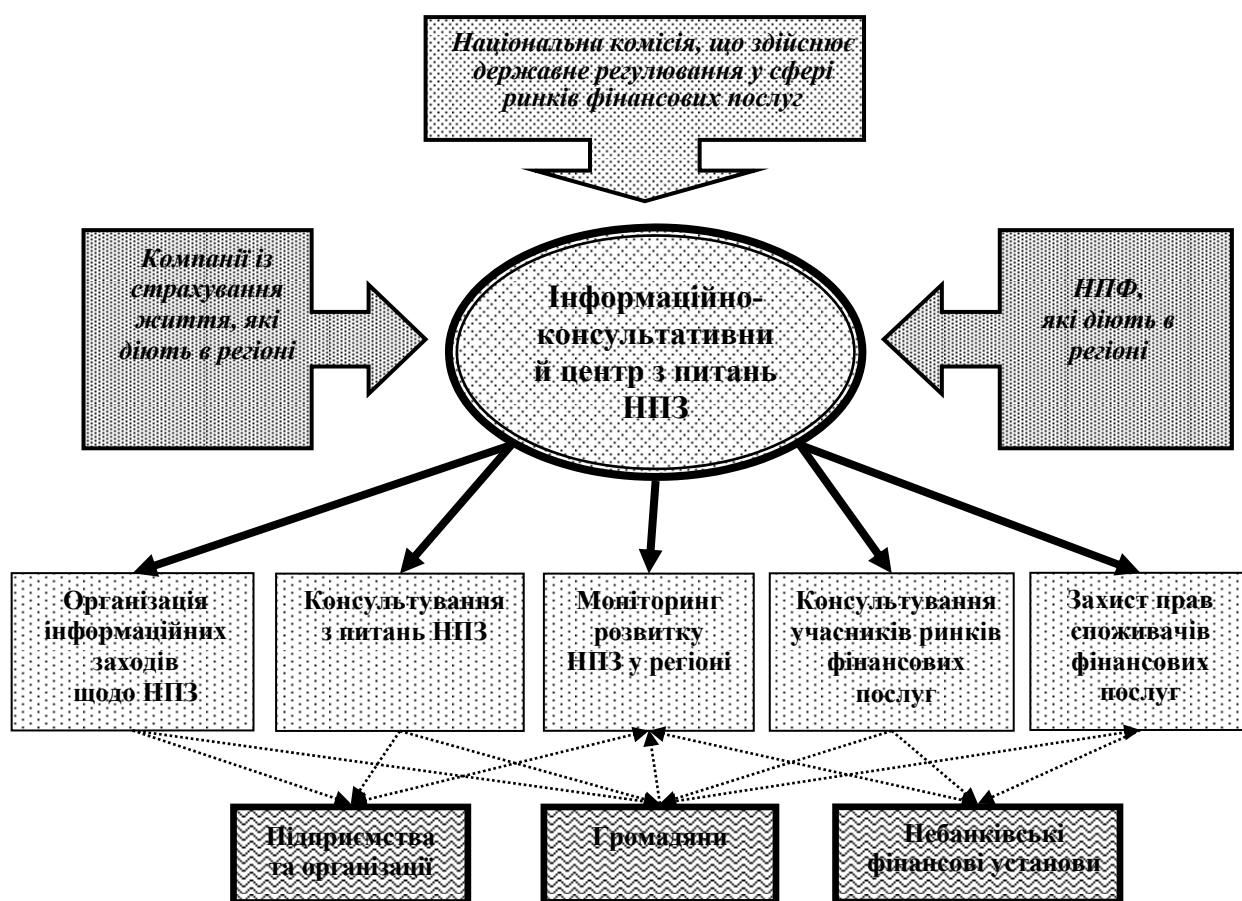 Національна комісія, що здійснює
державне регулювання у сфері
ринків фінансових послуг
Компанії із
страхування
життя, які
діють в регіоні
Інформаційно-
консультативни
й центр з питань
НПЗ
НПФ,
які діють в
регіоні
Організація
інформаційних
заходів
щодо НПЗ
Консультування
з питань НПЗ
Моніторинг
розвитку
НПЗ у регіоні
Консультування
учасників ринків
фінансових
послуг
Захист прав
споживачів
фінансових
послуг
Підприємства
та організації
Громадяни
Небанківські
фінансові установи